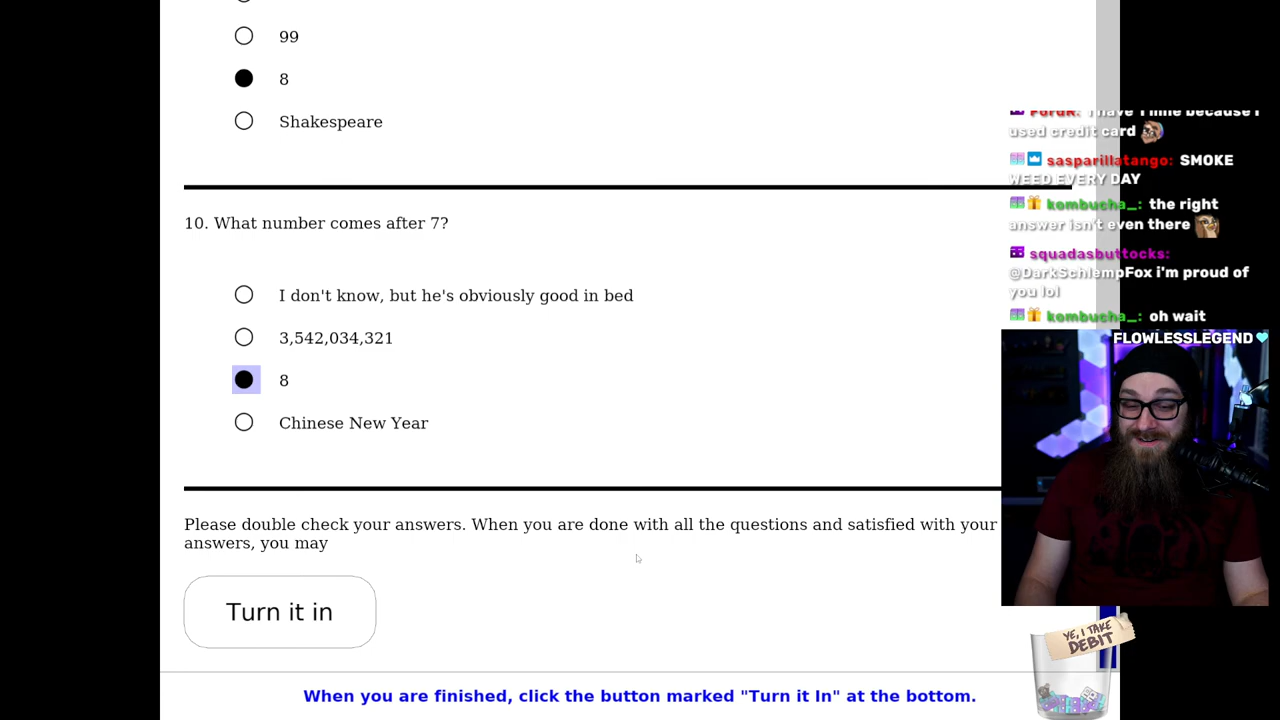 99
8
Shakespeare
10. What number comes after 7?
I don't know, but he's obviously good in bed
3,542,034,321
8
Chinese New Year
Please double check your answers. When you are done with all the questions and satisfied with your
answers, you may
Turn it in
When you are finished, click the button marked "Turn it In" at the bottom.
because I
used credit card
sasparillatango: SMOKE
WEED EVERY DAY
kombucha_: the right
answer isn't even there
squadasbuttocks:
@DarkSchlempFox i'm proud of
you lol
kombucha_: oh wait
FLOWLESSLEGEND
YE, I TAKE
DEBIT